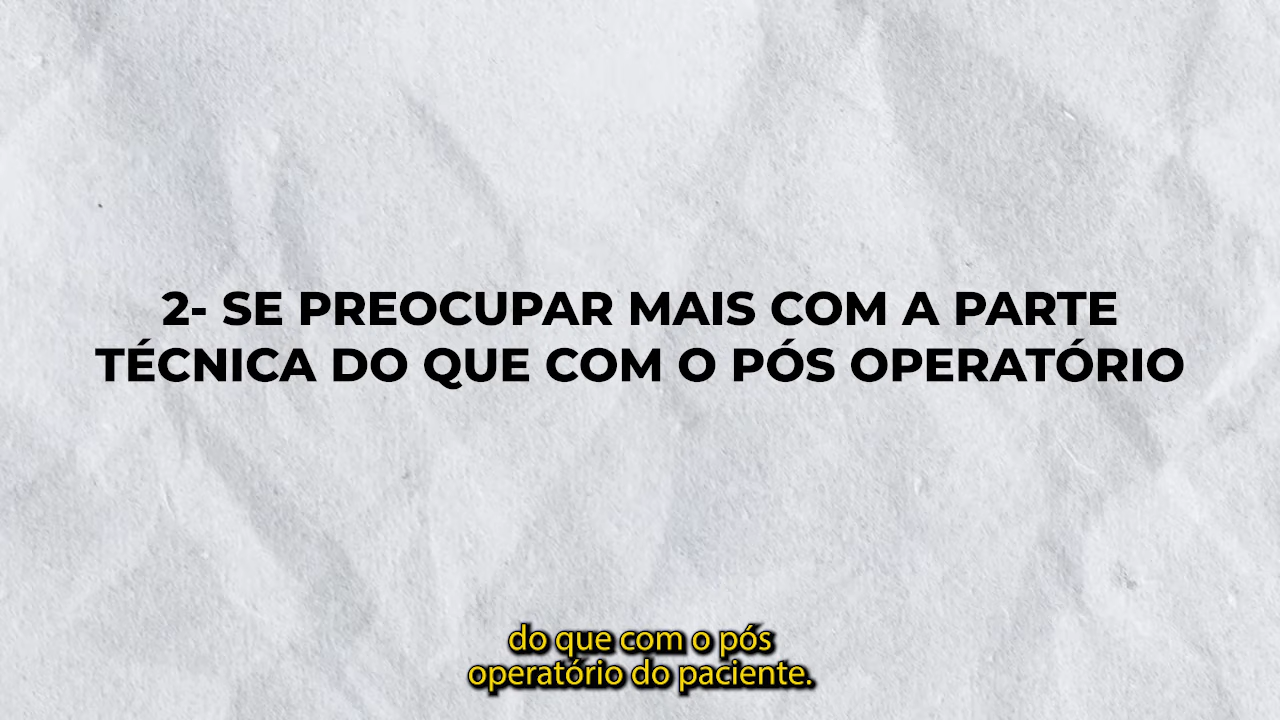 2- SE PREOCUPAR MAIS COM A PARTE
TÉCNICA DO QUE COM O PÓS OPERATÓRIO
do que com o pós
operatório do paciente.